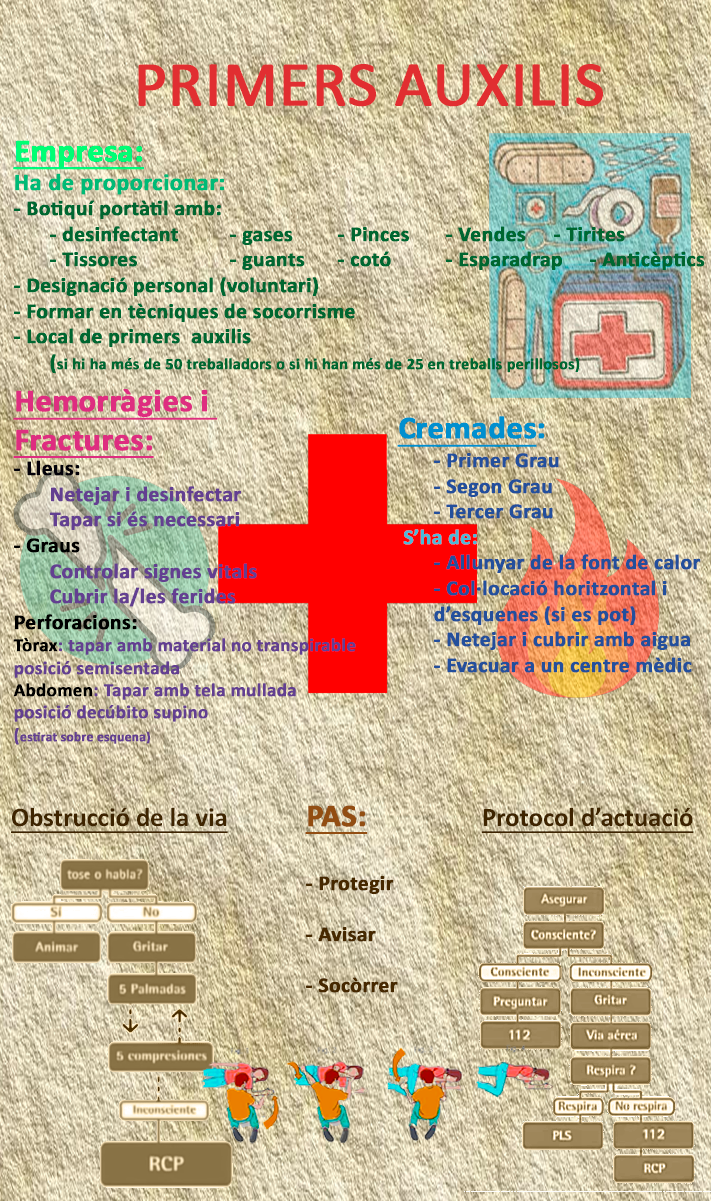 PRIMERS AUXILIS
Empresa:
Ha de proporcionar:
- Botiquí portàtil amb:
- desinfectant - gases - Pinces - Vendes - Tirites
- Tissores - guants - cotó - Esparadrap - Anticèptics
- Designació personal (voluntari)
- Formar en tècniques de socorrisme
- Local de primers auxilis
(si hi ha més de 50 treballadors o si hi han més de 25 en treballs perillosos)
Hemorràgies i
Fractures:
- Lleus:
Netejar i desinfectar
Tapar si és necessari
- Graus
Controlar signes vitals
Cubrir la/les ferides
Perforacions:
Tòrax: tapar amb material no transpirable
posició semisentada
Abdomen: Tapar amb tela mullada
posició decúbito supino
(estirat sobre esquena)
Cremades:
- Primer Grau
- Segon Grau
- Tercer Grau
S'ha de:
- Allunyar de la font de calor
- Col·locació horitzontal i
d'esquenes (si es pot)
- Netejar i cubrir amb aigua
- Evacuar a un centre mèdic
Obstrucció de la via
tose o habla?
Si No
Animar Gritar
5 Palmadas
5 compresiones
Inconsciente
RCP
PAS:
- Protegir
- Avisar
- Socòrrer
Protocol d'actuació
Asegurar
Consciente?
Consciente Inconsciente
Preguntar Gritar
112 Via aérea
Respira ?
Respira No respira
PLS 112
RCP